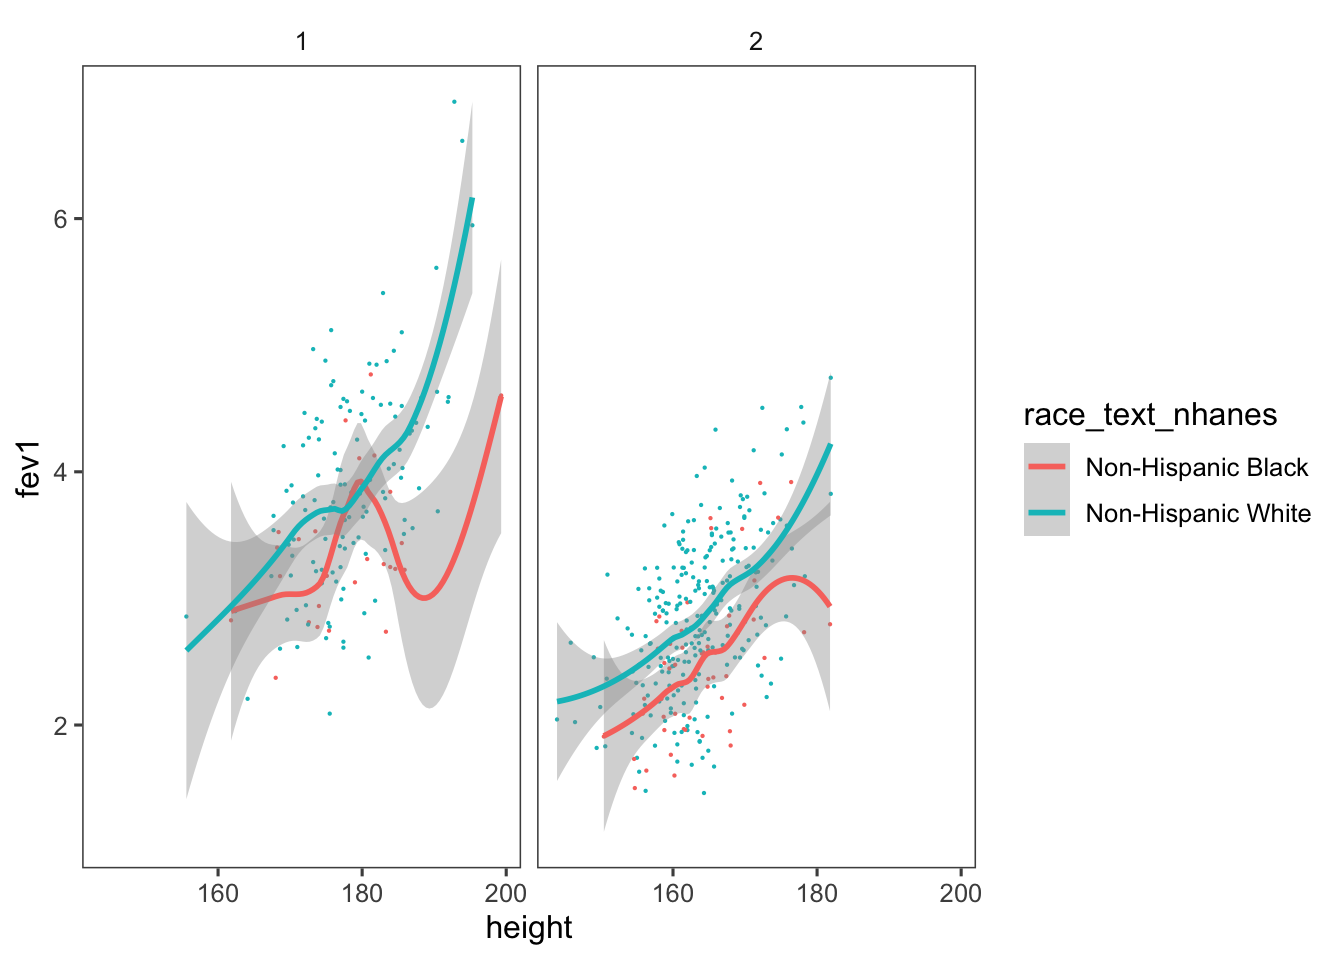 1
2
6
4
2
fev1
160
180
200
160
180
200
height
race_text_nhanes
Non-Hispanic Black
Non-Hispanic White